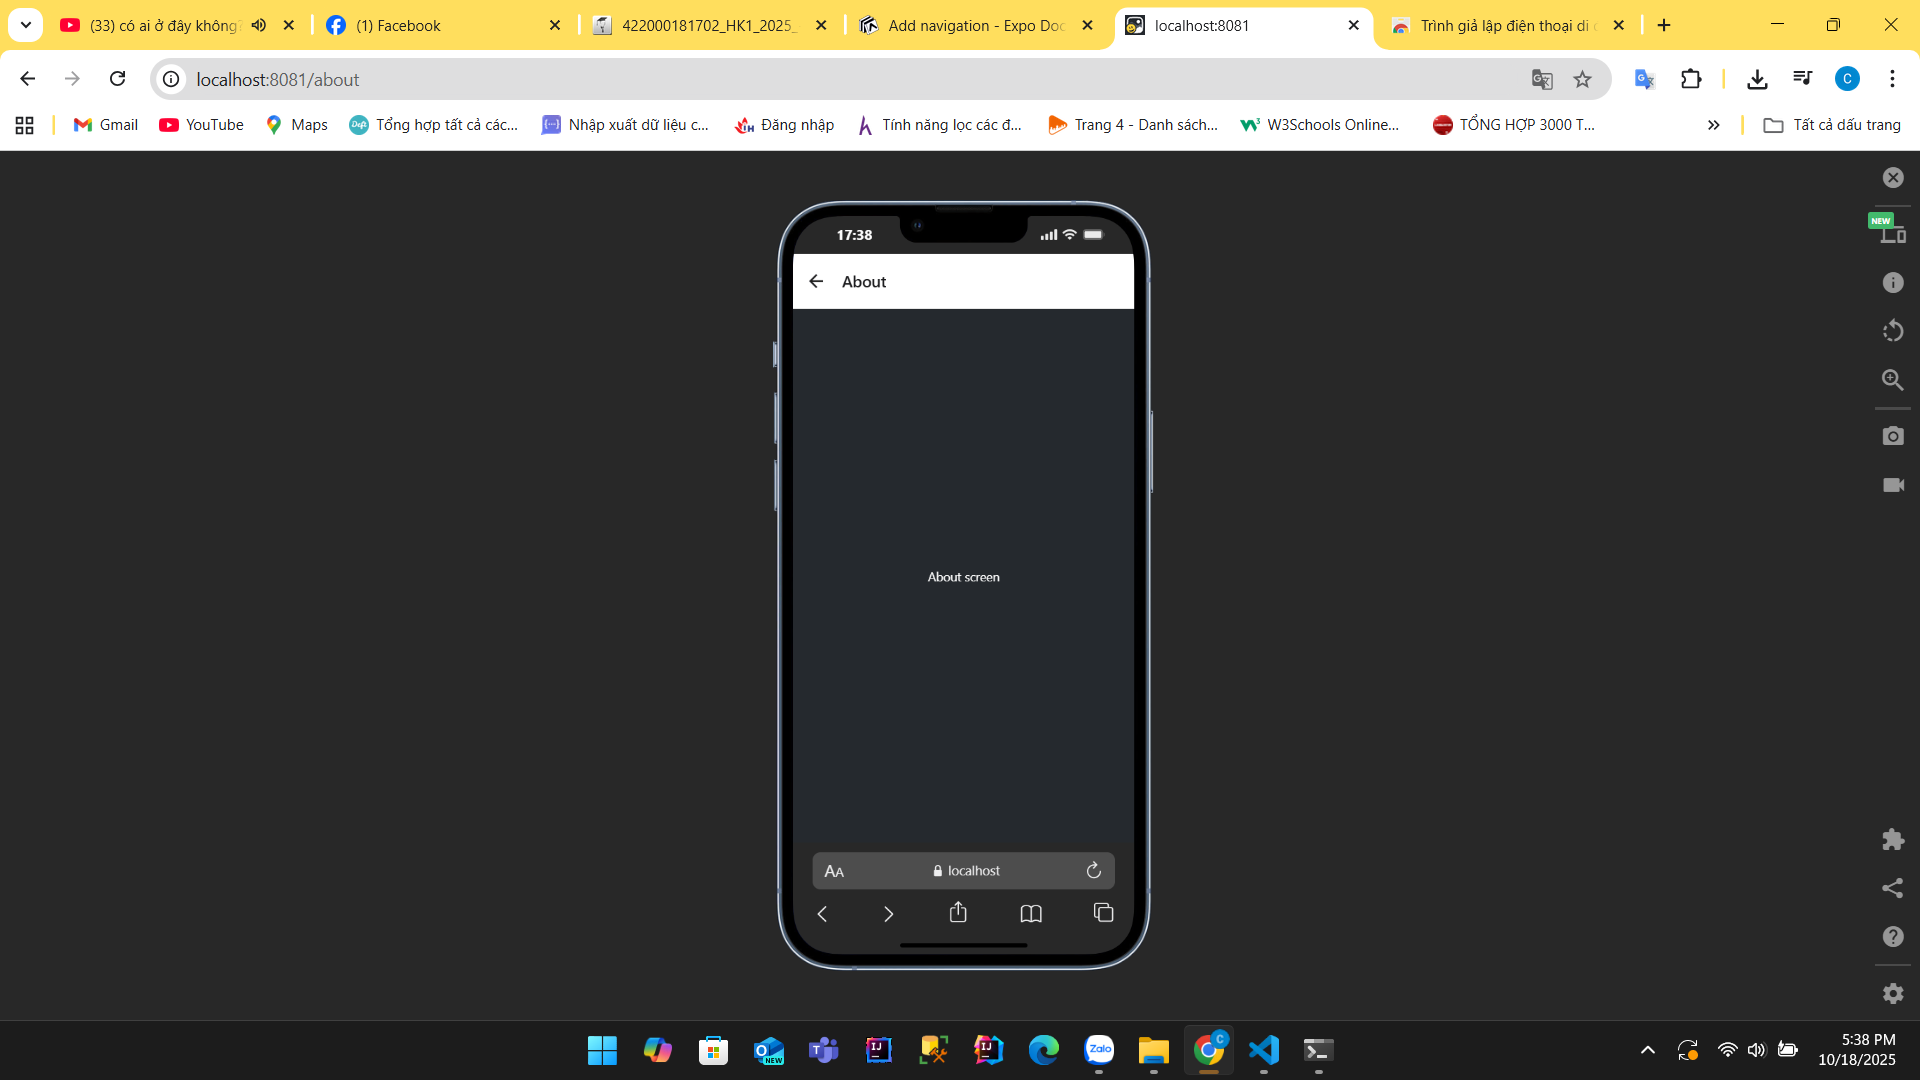 (33) có ai ở đây không?
(1) Facebook
422000181702_HK1_2025_
Add navigation - Expo Doc
localhost:8081
Trình giả lập điện thoại di
localhost:8081/about
Gmail
YouTube
Maps
Tổng hợp tất cả các...
Nhập xuất dữ liệu c...
Đăng nhập
Tính năng lọc các đ...
Trang 4 - Danh sách...
W3Schools Online...
TỔNG HỢP 3000 T...
Tất cả dấu trang
C
NEW
17:38
About
About screen
AA
localhost
NEW
Zalo
C
5:38 PM
10/18/2025